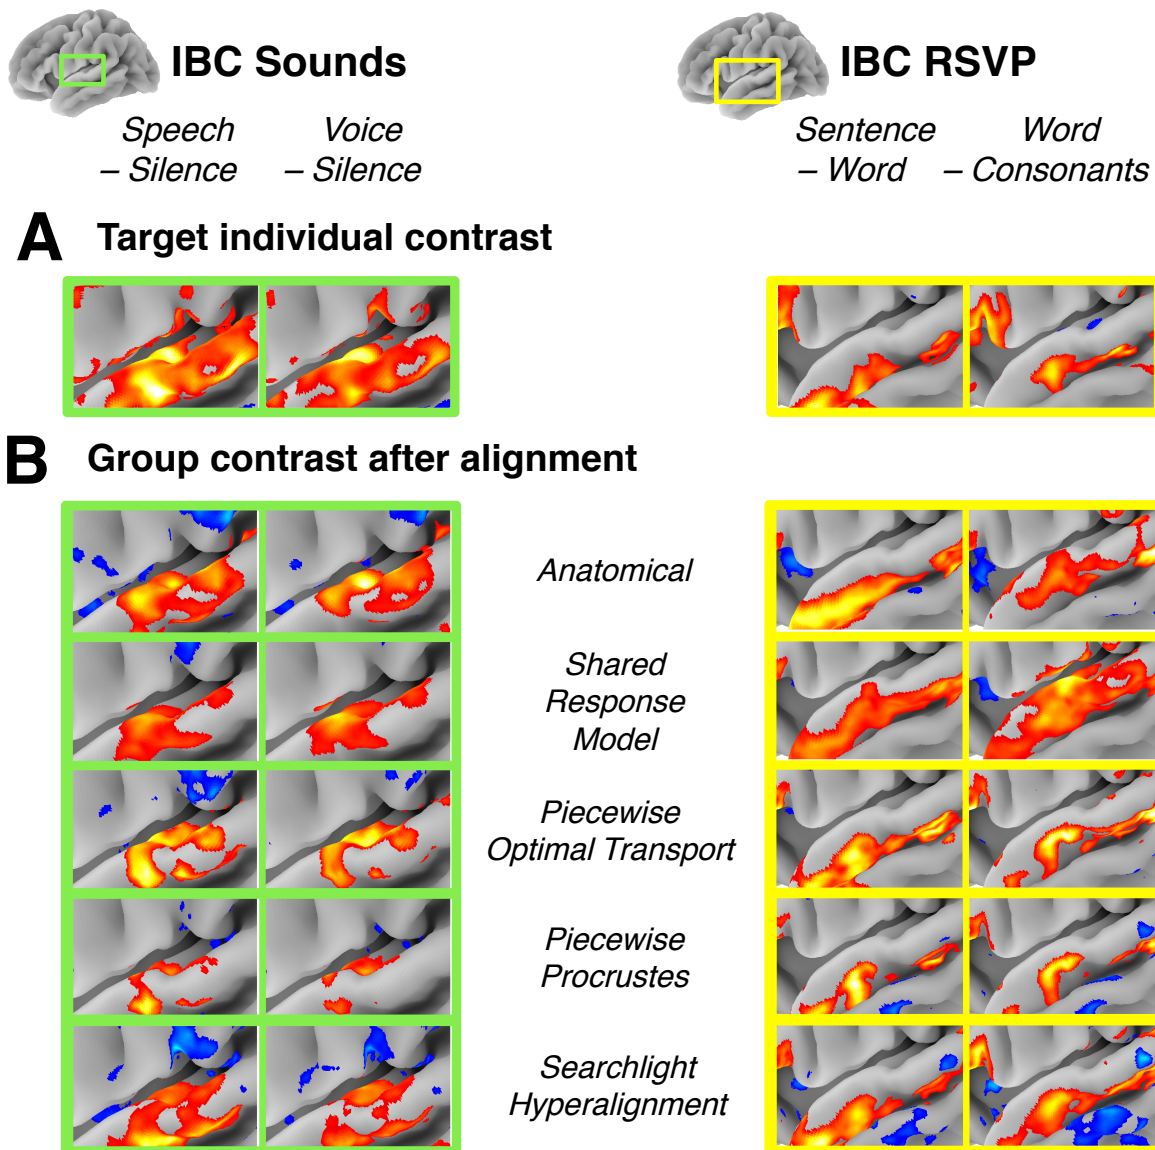 IBC Sounds
Speech
– Silence
Voice
– Silence
IBC RSVP
Sentence
– Word
Word
– Consonants
A Target individual contrast
B Group contrast after alignment
Anatomical
Shared
Response
Model
Piecewise
Optimal Transport
Piecewise
Procrustes
Searchlight
Hyperalignment